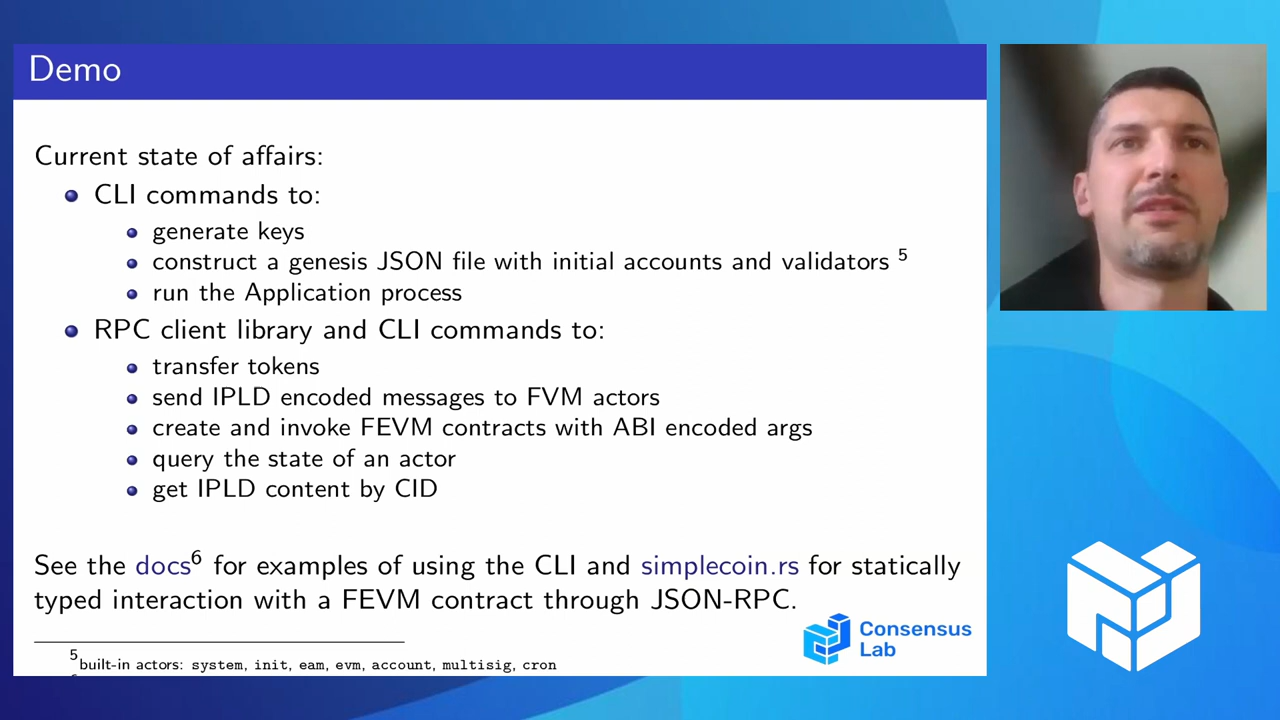 Demo
Current state of affairs:
CLI commands to:
generate keys
construct a genesis JSON file with initial accounts and validators 5
run the Application process
RPC client library and CLI commands to:
transfer tokens
send IPLD encoded messages to FVM actors
create and invoke FEVM contracts with ABI encoded args
query the state of an actor
get IPLD content by CID
See the docs6 for examples of using the CLI and simplecoin.rs for statically
typed interaction with a FEVM contract through JSON-RPC.
Consensus
Lab
5built-in actors: system, init, eam, evm, account, multisig, cron